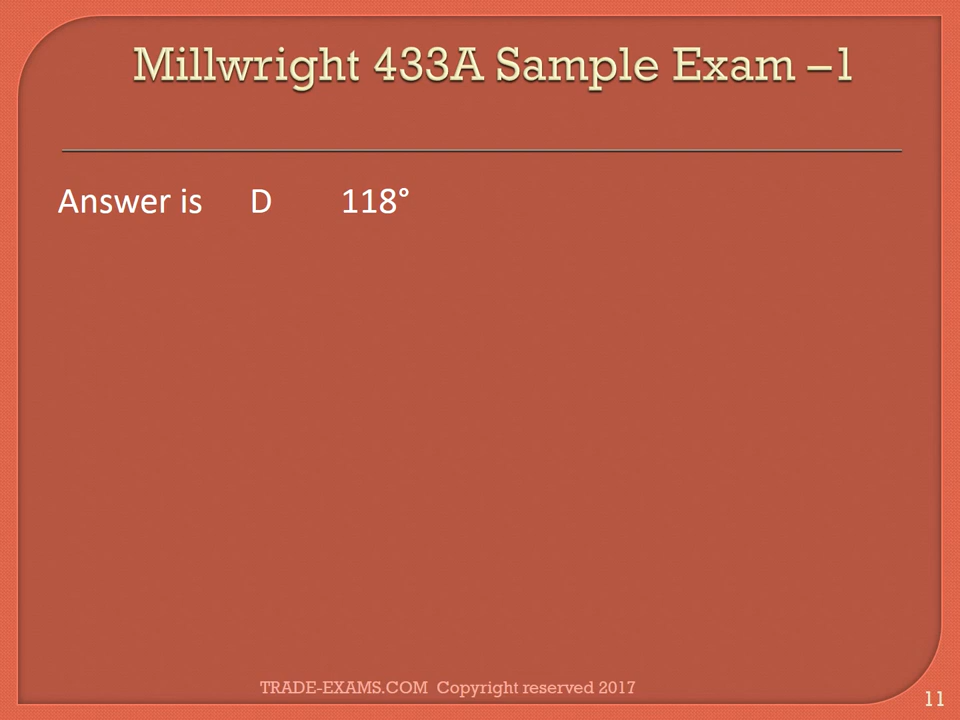 Millwright 433A Sample Exam –1
Answer is D 118°
TRADE-EXAMS.COM Copyright reserved 2017
11